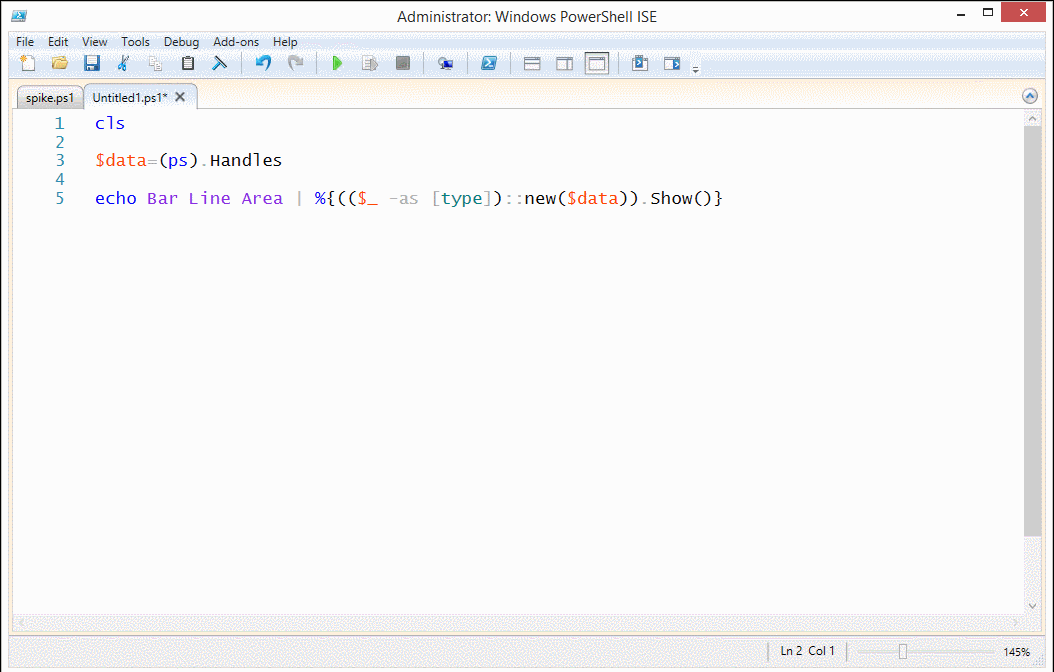 Administrator: Windows PowerShell ISE
File Edit View Tools Debug Add-ons Help
spike.ps1 Untitled1.ps1*
1 cls
2
3 $data=(ps).Handles
4
5 echo Bar Line Area | %{(($_ -as [type])::new($data)).Show()}
Ln 2 Col 1 145%